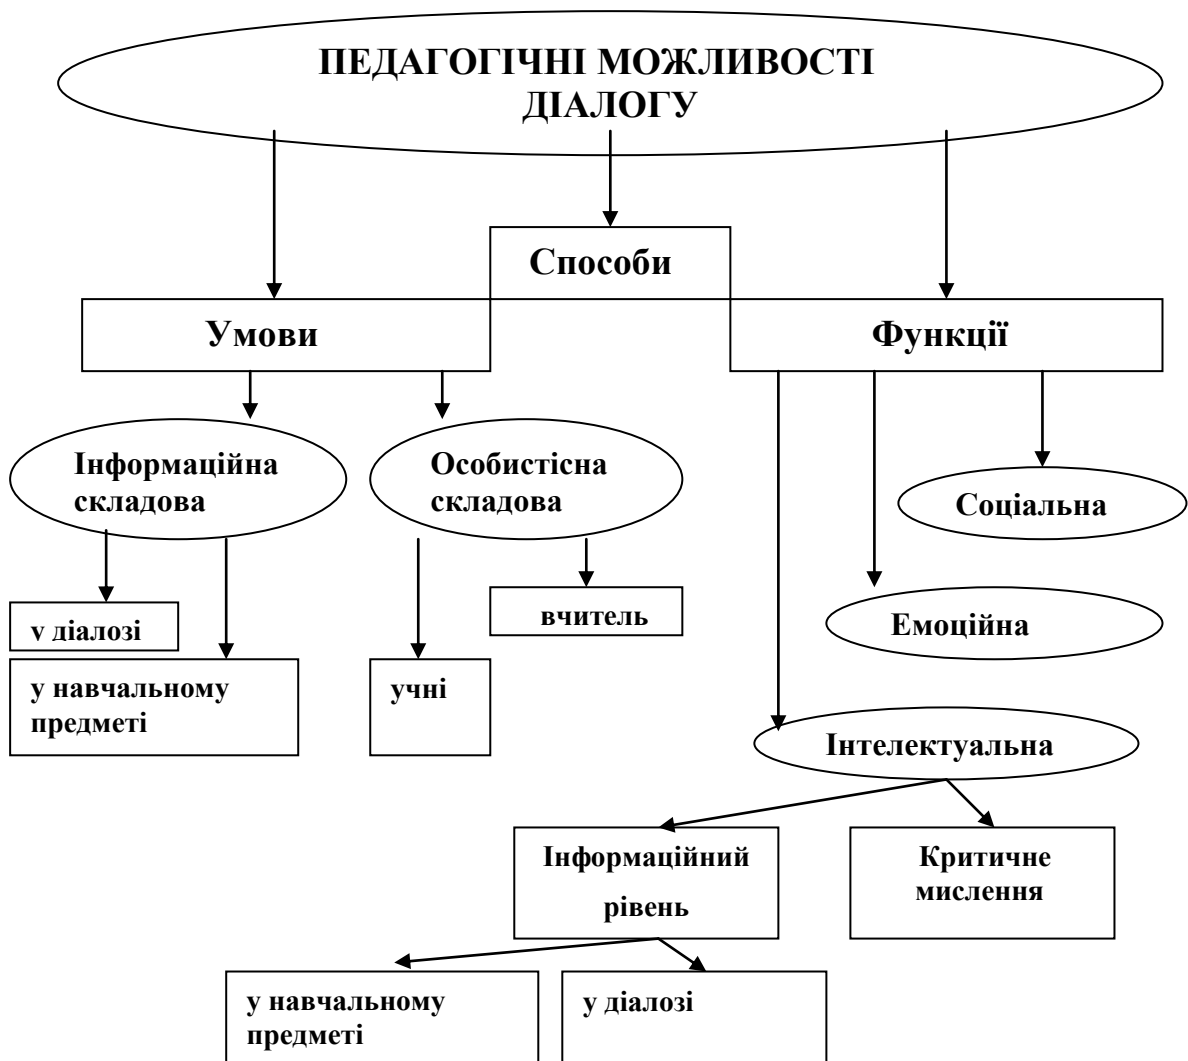 ПЕДАГОГІЧНІ МОЖЛИВОСТІ
ДІАЛОГУ
Способи
Умови
Функції
Інформаційна
складова
Особистісна
складова
Соціальна
у діалозі
вчитель
Емоційна
у навчальному
предметі
учні
Інтелектуальна
Інформаційний
рівень
Критичне
мислення
у навчальному
предметі
у діалозі